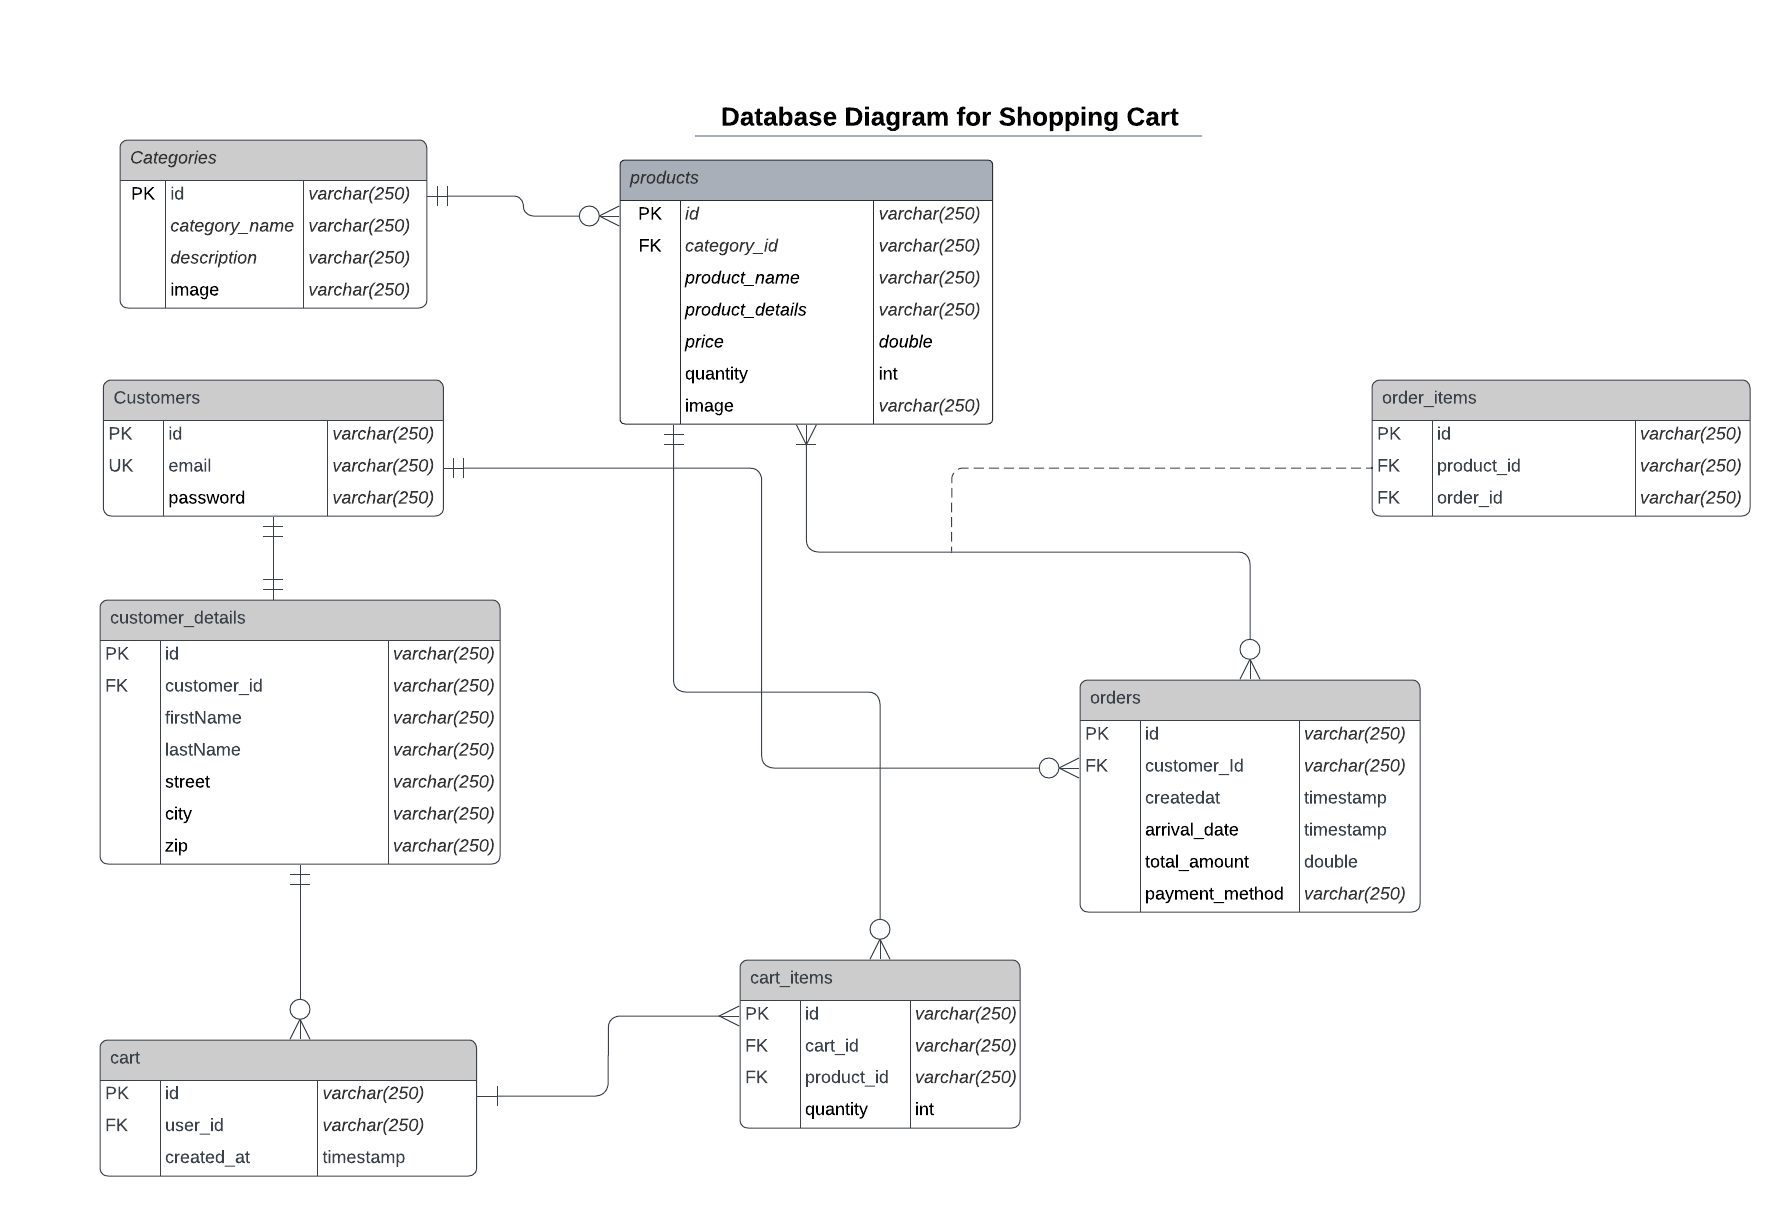 Database Diagram for Shopping Cart
Categories
PK id varchar(250)
category_name varchar(250)
description varchar(250)
image varchar(250)
products
PK id varchar(250)
FK category_id varchar(250)
product_name varchar(250)
product_details varchar(250)
price double
quantity int
image varchar(250)
Customers
PK id varchar(250)
UK email varchar(250)
password varchar(250)
order_items
PK id varchar(250)
FK product_id varchar(250)
FK order_id varchar(250)
customer_details
PK id varchar(250)
FK customer_id varchar(250)
firstName varchar(250)
lastName varchar(250)
street varchar(250)
city varchar(250)
zip varchar(250)
orders
PK id varchar(250)
FK customer_Id varchar(250)
createdat timestamp
arrival_date timestamp
total_amount double
payment_method varchar(250)
cart_items
PK id varchar(250)
FK cart_id varchar(250)
FK product_id varchar(250)
quantity int
cart
PK id varchar(250)
FK user_id varchar(250)
created_at timestamp